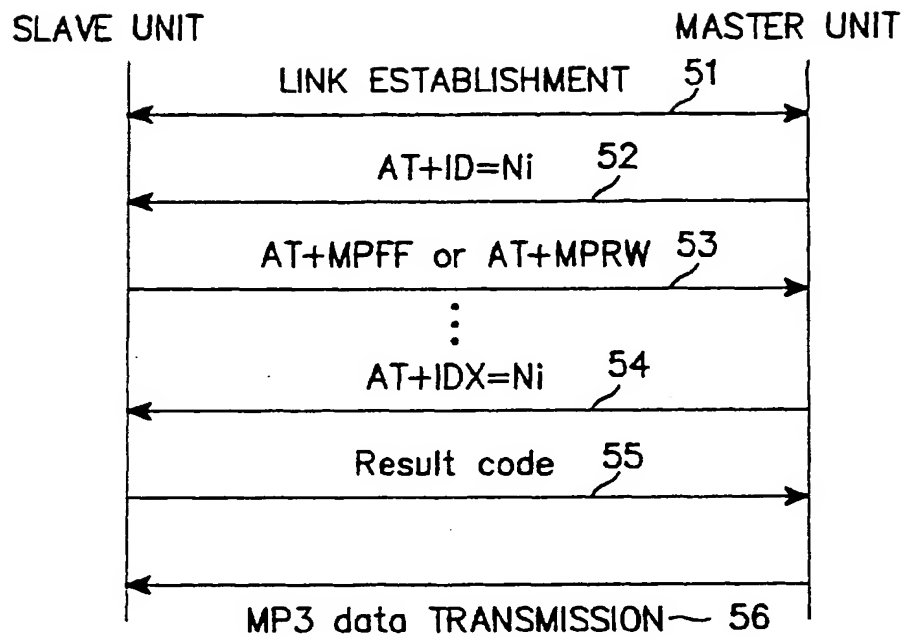 SLAVE UNIT MASTER UNIT
LINK ESTABLISHMENT 51
AT+ID=Ni 52
AT+MPFF or AT+MPRW 53
AT+IDX=Ni 54
Result code 55
MP3 data TRANSMISSION 56